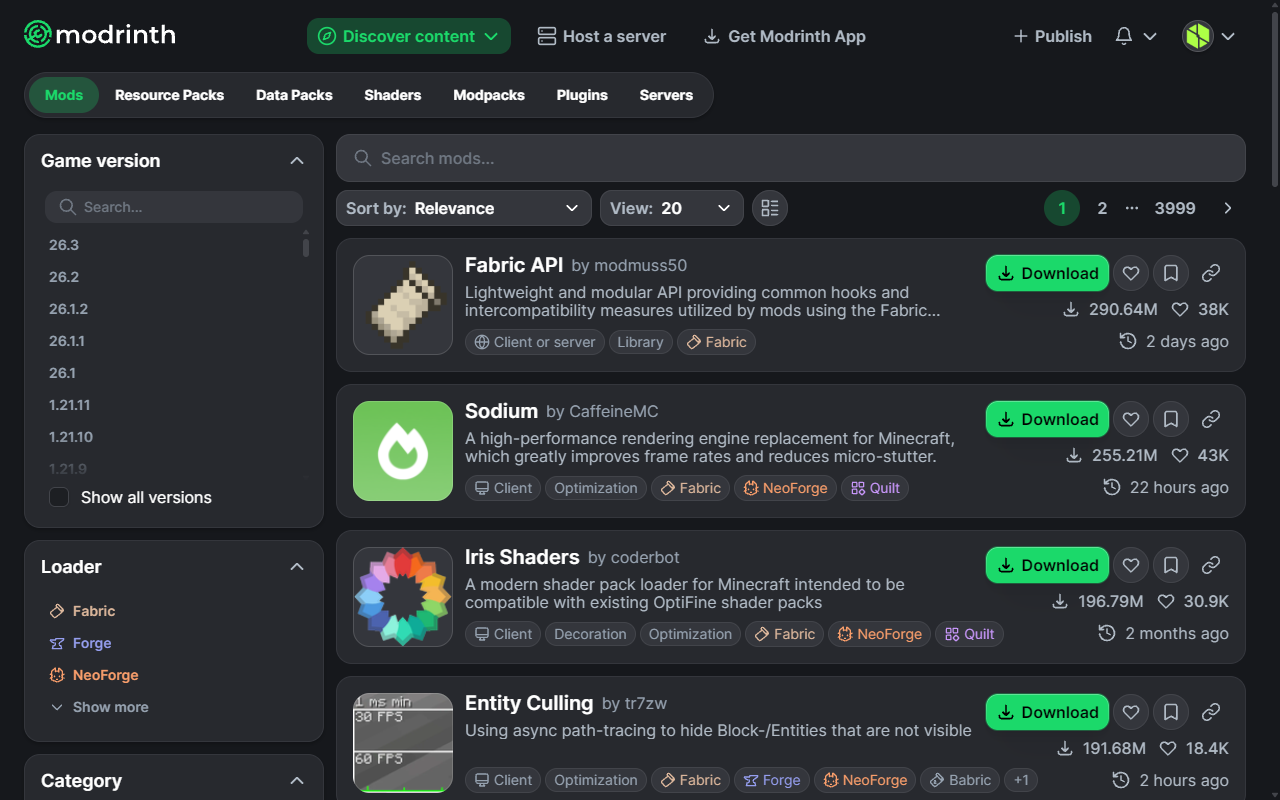 modrinth
Discover content
Host a server
Get Modrinth App
Publish
Mods
Resource Packs
Data Packs
Shaders
Modpacks
Plugins
Servers
Game version
Search...
26.3
26.2
26.1.2
26.1.1
26.1
1.21.11
1.21.10
1.21.9
Show all versions
Loader
Fabric
Forge
NeoForge
Show more
Category
Search mods...
Sort by: Relevance
View: 20
1 2 ... 3999
Fabric API by modmuss50
Lightweight and modular API providing common hooks and
intercompatibility measures utilized by mods using the Fabric...
Client or server Library Fabric
Download
290.64M 38K
2 days ago
Sodium by CaffeineMC
A high-performance rendering engine replacement for Minecraft,
which greatly improves frame rates and reduces micro-stutter.
Client Optimization Fabric NeoForge Quilt
Download
255.21M 43K
22 hours ago
Iris Shaders by coderbot
A modern shader pack loader for Minecraft intended to be
compatible with existing OptiFine shader packs
Client Decoration Optimization Fabric NeoForge Quilt
Download
196.79M 30.9K
2 months ago
1 ms min
30 FPS
60 FPS
Entity Culling by tr7zw
Using async path-tracing to hide Block-/Entities that are not visible
Client Optimization Fabric Forge NeoForge Babric +1
Download
191.68M 18.4K
2 hours ago